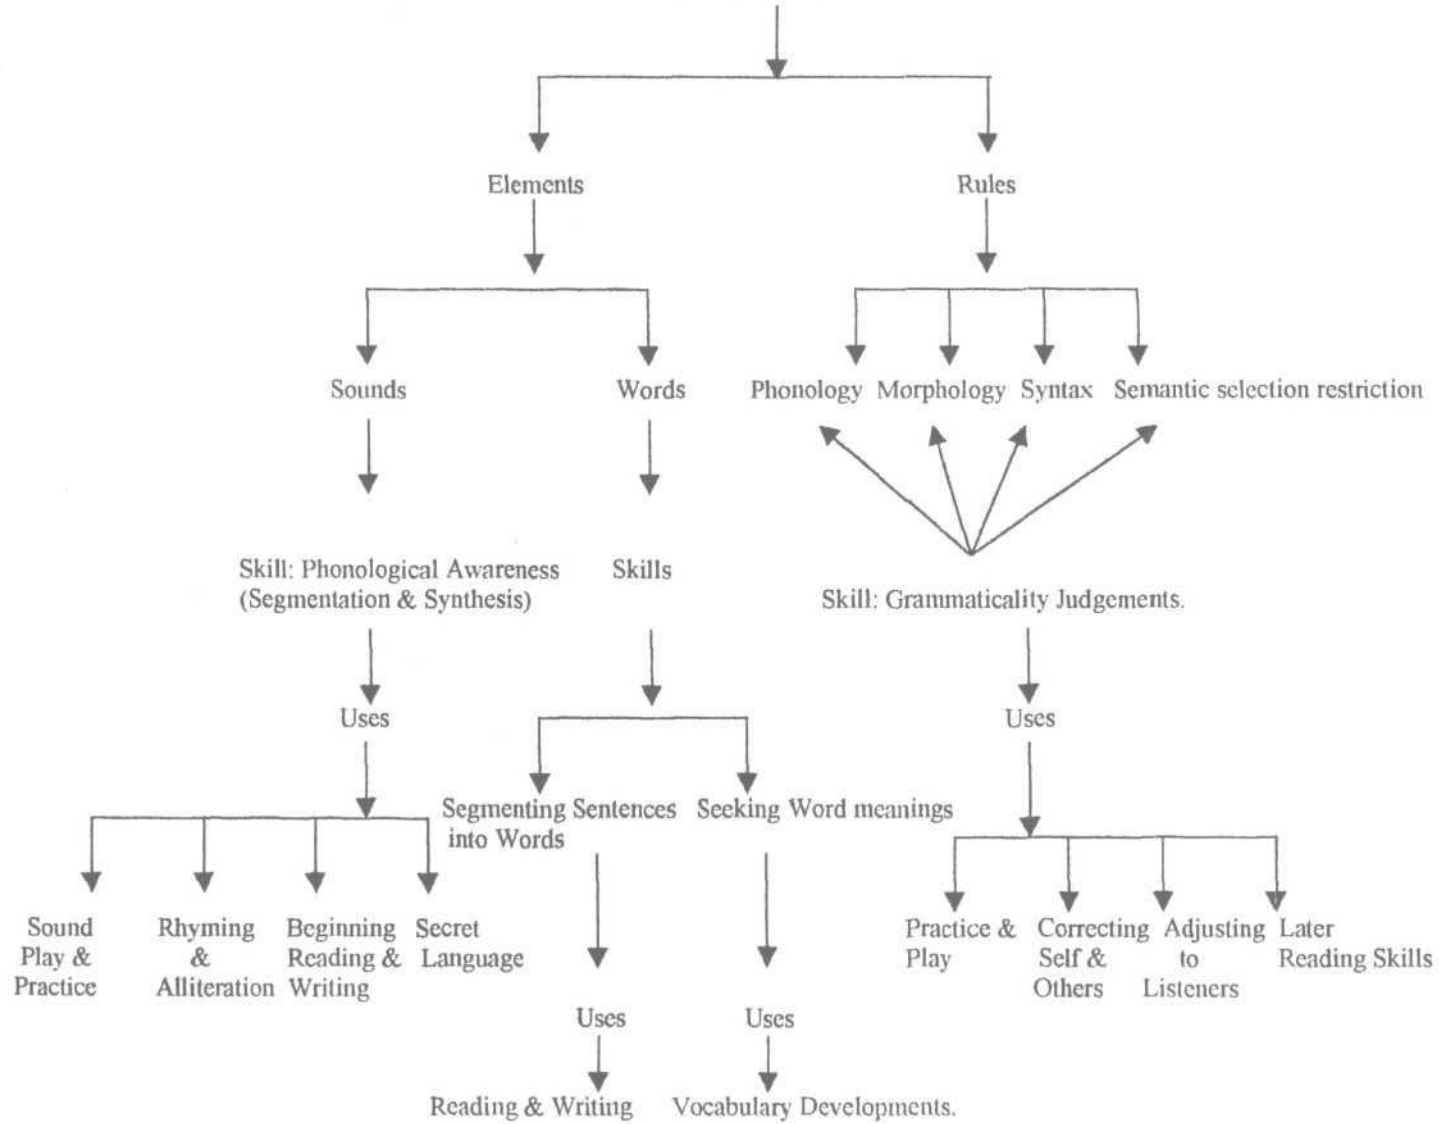 Elements
Rules
Sounds
Words
Phonology Morphology Syntax Semantic selection restriction
Skill: Phonological Awareness
(Segmentation & Synthesis)
Skills
Skill: Grammaticality Judgements.
Uses
Uses
Segmenting Sentences
into Words
Seeking Word meanings
Sound
Play &
Practice
Rhyming
&
Alliteration
Beginning
Reading &
Writing
Secret
Language
Practice &
Play
Correcting
Self &
Others
Adjusting
to
Listeners
Later
Reading Skills
Uses
Uses
Reading & Writing
Vocabulary Developments.